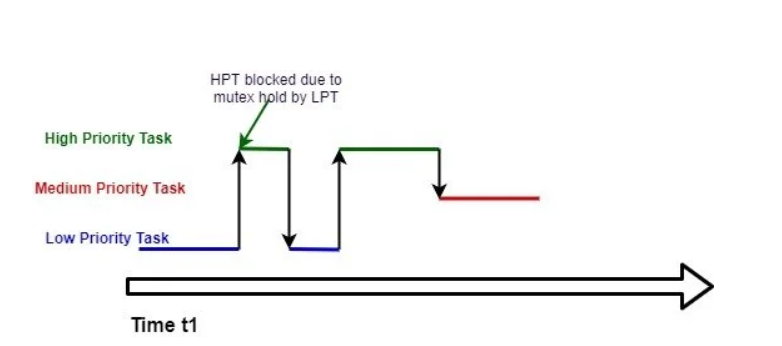 HPT blocked due to
mutex hold by LPT
High Priority Task
Medium Priority Task
Low Priority Task
Time t1